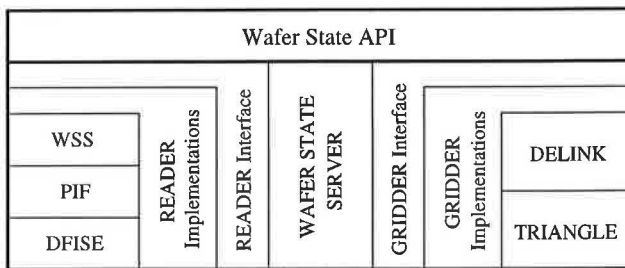 Wafer State API
WSS
PIF
DFISE
READER
Implementations
READER Interface
WAFER STATE
SERVER
GRIDDER Interface
GRIDDER
Implementations
DELINK
TRIANGLE